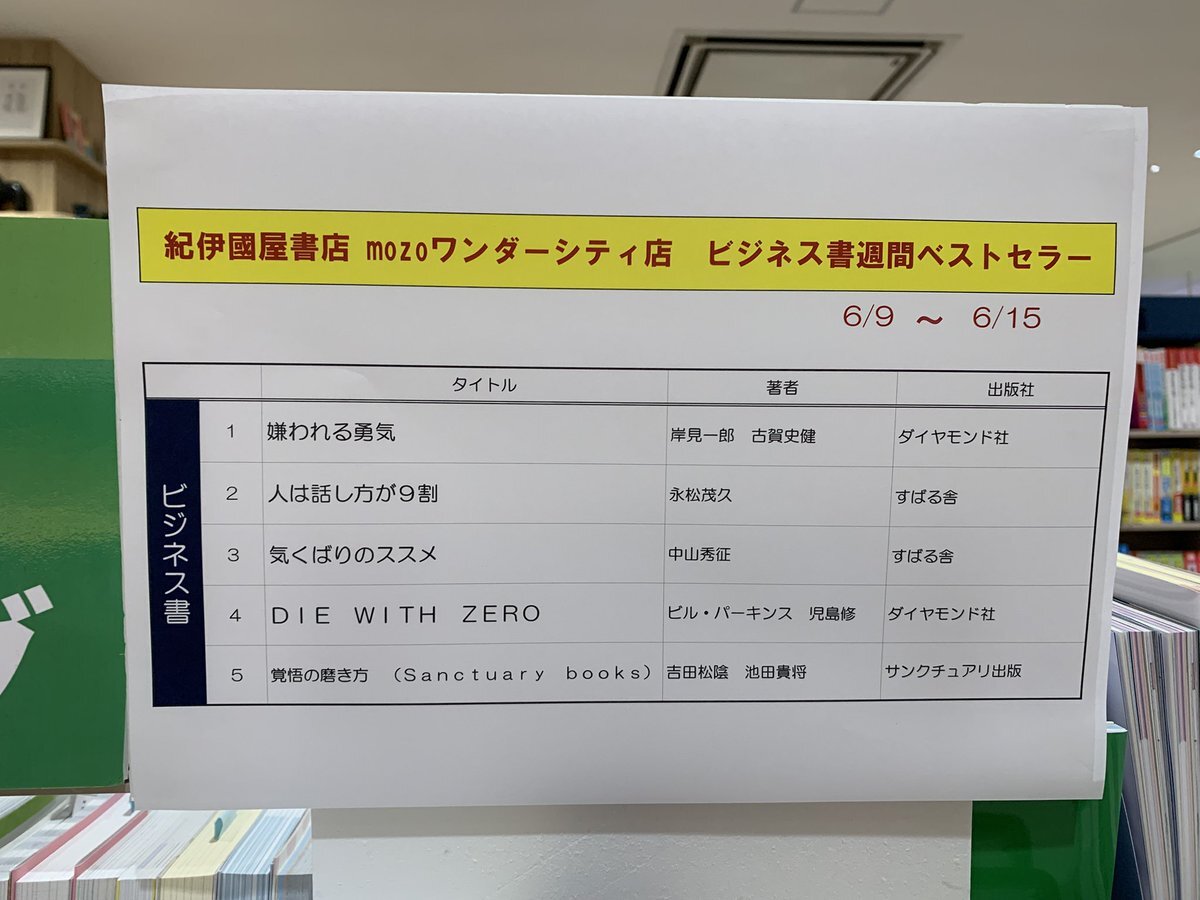 紀伊國屋書店 mozoワンダーシティ店　ビジネス書週間ベストセラー
6/9 ～ 6/15
タイトル 著者 出版社
ビジネス書
1 嫌われる勇気 岸見一郎　古賀史健 ダイヤモンド社
2 人は話し方が９割 永松茂久 すばる舎
3 気くばりのススメ 中山秀征 すばる舎
4 ＤＩＥ　ＷＩＴＨ　ＺＥＲＯ ビル・パーキンス　児島修 ダイヤモンド社
5 覚悟の磨き方　（Ｓａｎｃｔｕａｒｙ　ｂｏｏｋｓ） 吉田松陰　池田貴将 サンクチュアリ出版